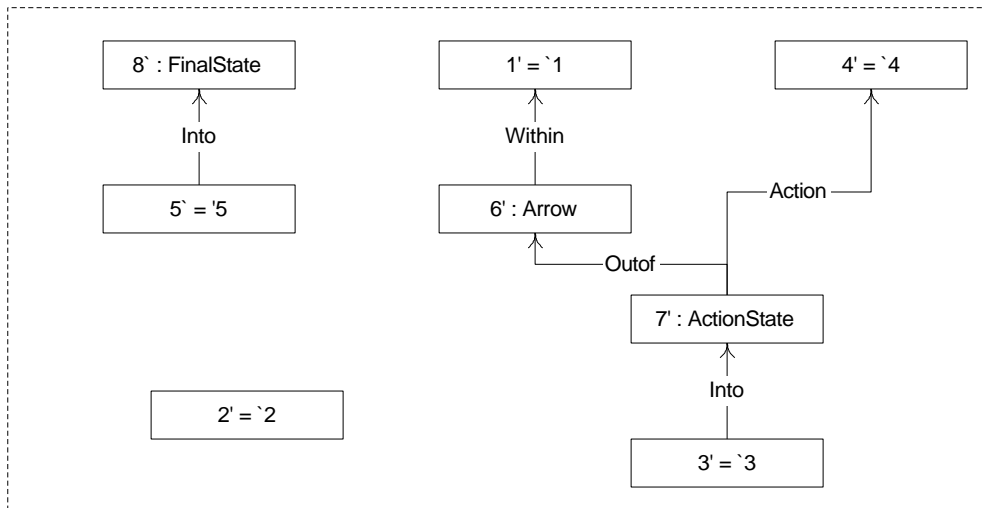 8` : FinalState
1' = `1
4' = `4
Into
Within
Action
5` = '5
6' : Arrow
Outof
7' : ActionState
Into
2' = `2
3' = `3